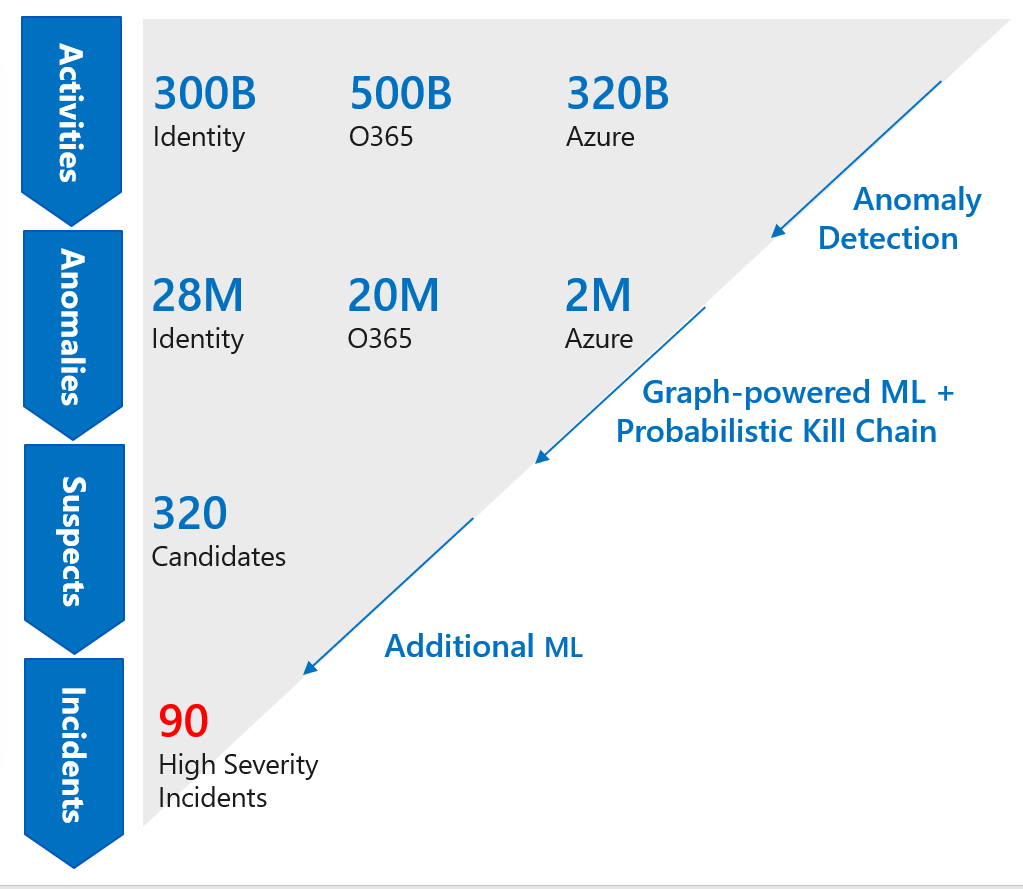 Activities
300B
500B
320B
Identity
O365
Azure
Anomaly
Detection
Anomalies
28M
20M
2M
Identity
O365
Azure
Graph-powered ML +
Probabilistic Kill Chain
Suspects
320
Candidates
Additional ML
Incidents
90
High Severity
Incidents